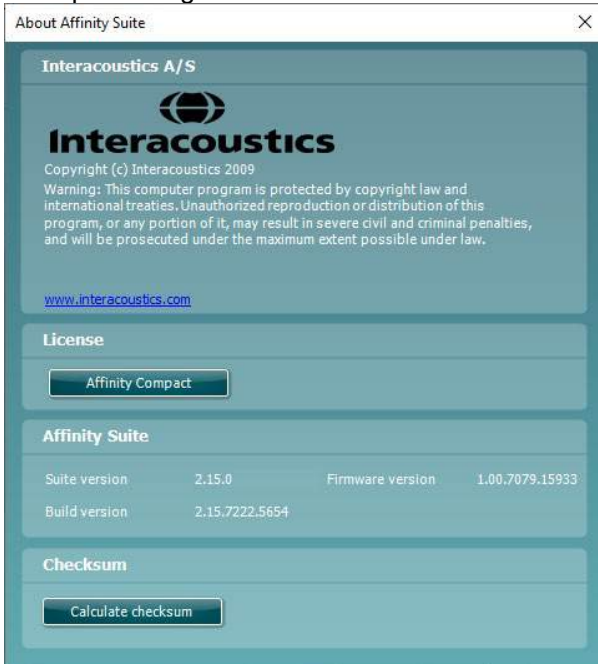 About Affinity Suite
Interacoustics A/S
Interacoustics
Copyright (c) Interacoustics 2009
Warning: This computer program is protected by copyright law and
international treaties. Unauthorized reproduction or distribution of this
program, or any portion of it, may result in severe civil and criminal penalties,
and will be prosecuted under the maximum extent possible under law.
www.interacoustics.com
License
Affinity Compact
Affinity Suite
Suite version 2.15.0 Firmware version 1.00.7079.15933
Build version 2.15.7222.5654
Checksum
Calculate checksum